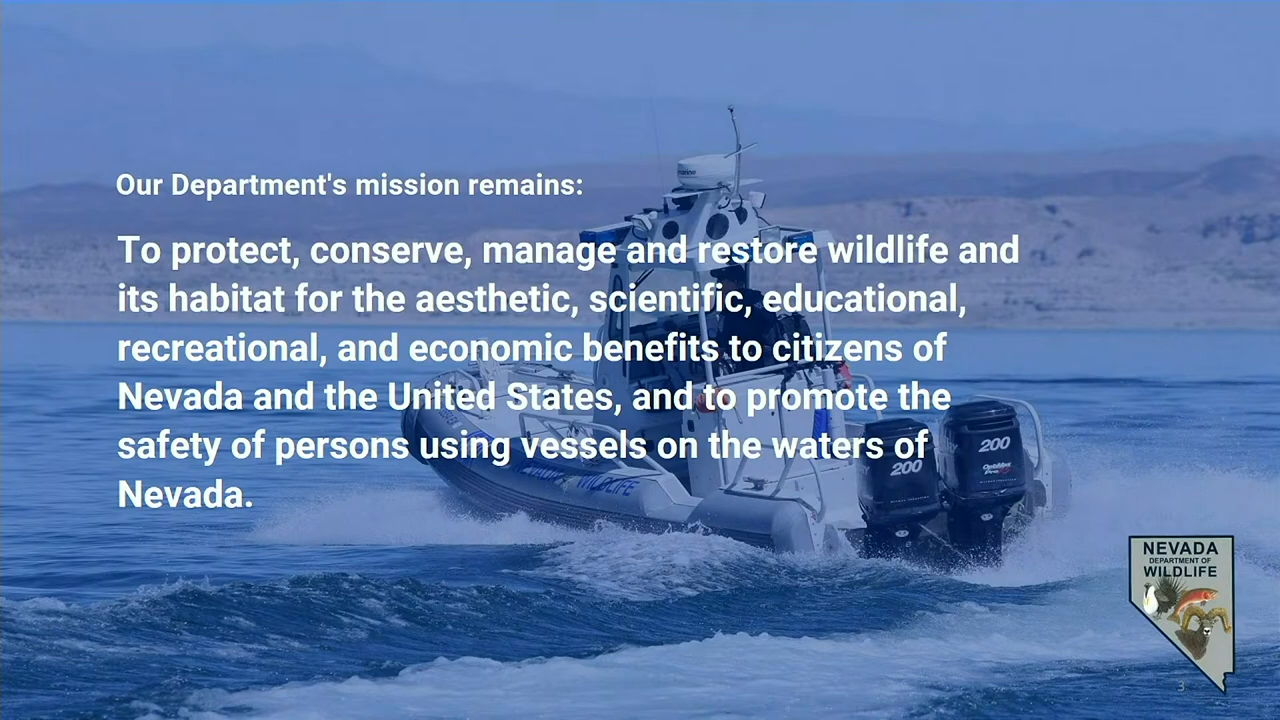 Our Department's mission remains:
To protect, conserve, manage and restore wildlife and
its habitat for the aesthetic, scientific, educational,
recreational, and economic benefits to citizens of
Nevada and the United States, and to promote the
safety of persons using vessels on the waters of
Nevada.
200
200
OptiMax
WILDLIFE
NEVADA
DEPARTMENT OF
WILDLIFE
3